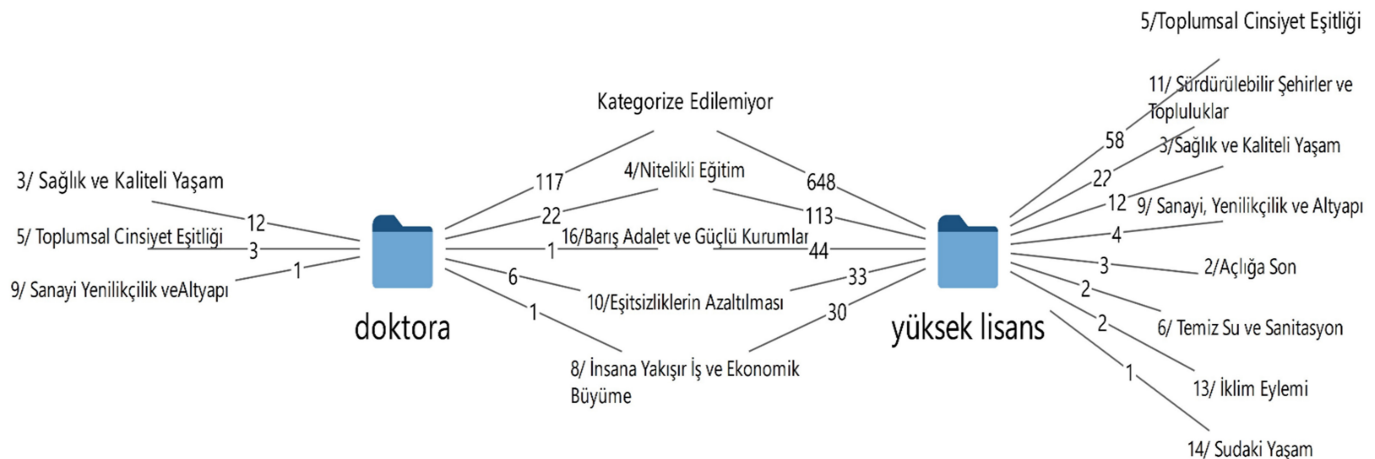 5/Toplumsal Cinsiyet Eşitliği
11/ Sürdürülebilir Şehirler ve
Topluluklar
Kategorize Edilemiyor
58
3/Sağlık ve Kaliteli Yaşam
22
4/Nitelikli Eğitim
3/ Sağlık ve Kaliteli Yaşam
117
648
12
9/ Sanayi, Yenilikçilik ve Altyapı
12
22
113
4
5/ Toplumsal Cinsiyet Eşitliği
3
1
16/Barış Adalet ve Güçlü Kurumlar
44
3
2/Açlığa Son
1
6
33
2
9/ Sanayi Yenilikçilik veAltyapı
10/Eşitsizliklerin Azaltılması
1
30
2
6/ Temiz Su ve Sanitasyon
doktora
yüksek lisans
8/ İnsana Yakışır İş ve Ekonomik
Büyüme
1
13/ İklim Eylemi
14/ Sudaki Yaşam